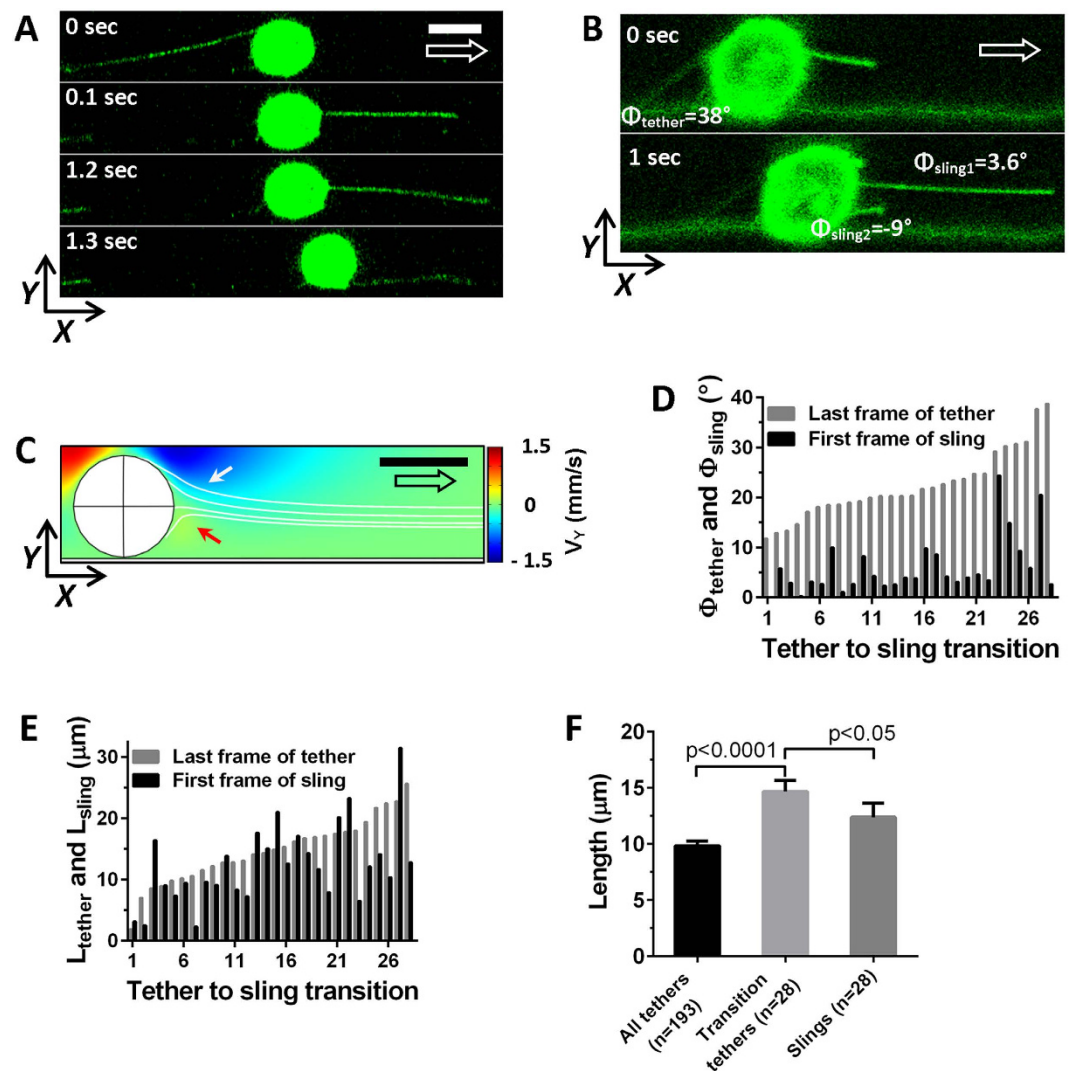 A
0 sec
0.1 sec
1.2 sec
1.3 sec
Y
X
B
0 sec
Φtether=38°
1 sec
Φsling1=3.6°
Φsling2=-9°
Y
X
C
1.5
0
- 1.5
VY (mm/s)
Y
X
D
Φtether and Φsling (°)
40
30
20
10
0
Last frame of tether
First frame of sling
1
6
11
16
21
26
Tether to sling transition
E
Ltether and Lsling (μm)
30
20
10
0
Last frame of tether
First frame of sling
1
6
11
16
21
26
Tether to sling transition
F
Length (μm)
20
15
10
5
0
p<0.0001
p<0.05
All tethers
(n=193)
Transition
tethers (n=28)
Slings (n=28)